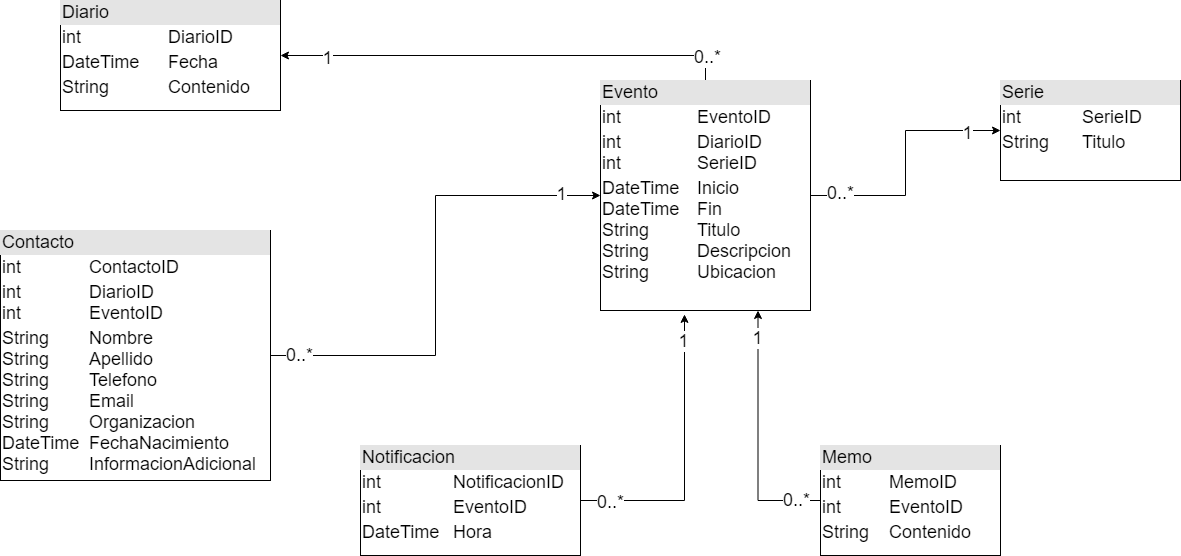 Diario
int DiarioID
DateTime Fecha
String Contenido
1
0..*
Evento
int EventoID
int DiarioID
int SerieID
DateTime Inicio
DateTime Fin
String Titulo
String Descripcion
String Ubicacion
Serie
int SerieID
String Titulo
1
0..*
1
Contacto
int ContactoID
int DiarioID
int EventoID
String Nombre
String Apellido
String Telefono
String Email
String Organizacion
DateTime FechaNacimiento
String InformacionAdicional
0..*
1
1
Notificacion
int NotificacionID
int EventoID
DateTime Hora
0..*
0..*
Memo
int MemoID
int EventoID
String Contenido